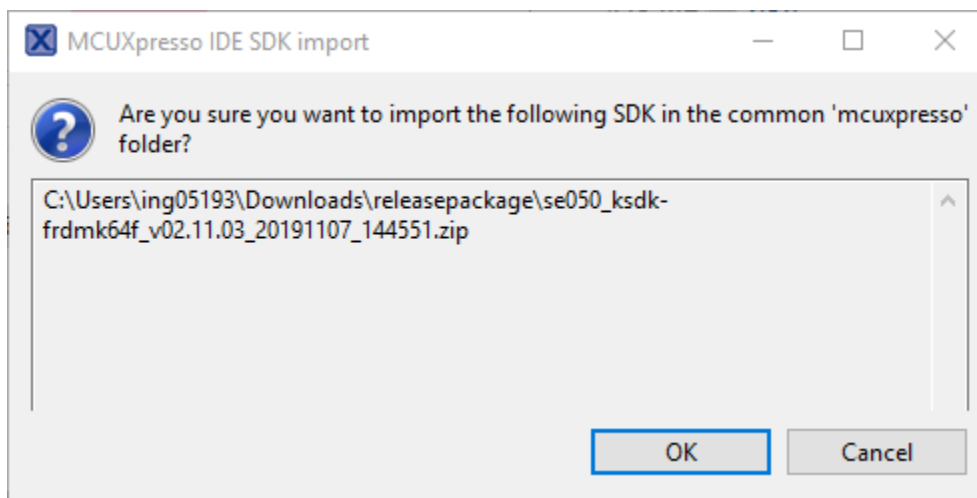 MCUXpresso IDE SDK import
Are you sure you want to import the following SDK in the common 'mcuxpresso'
folder?
C:\Users\ing05193\Downloads\releasepackage\se050_ksdk-
frdmk64f_v02.11.03_20191107_144551.zip
OK Cancel